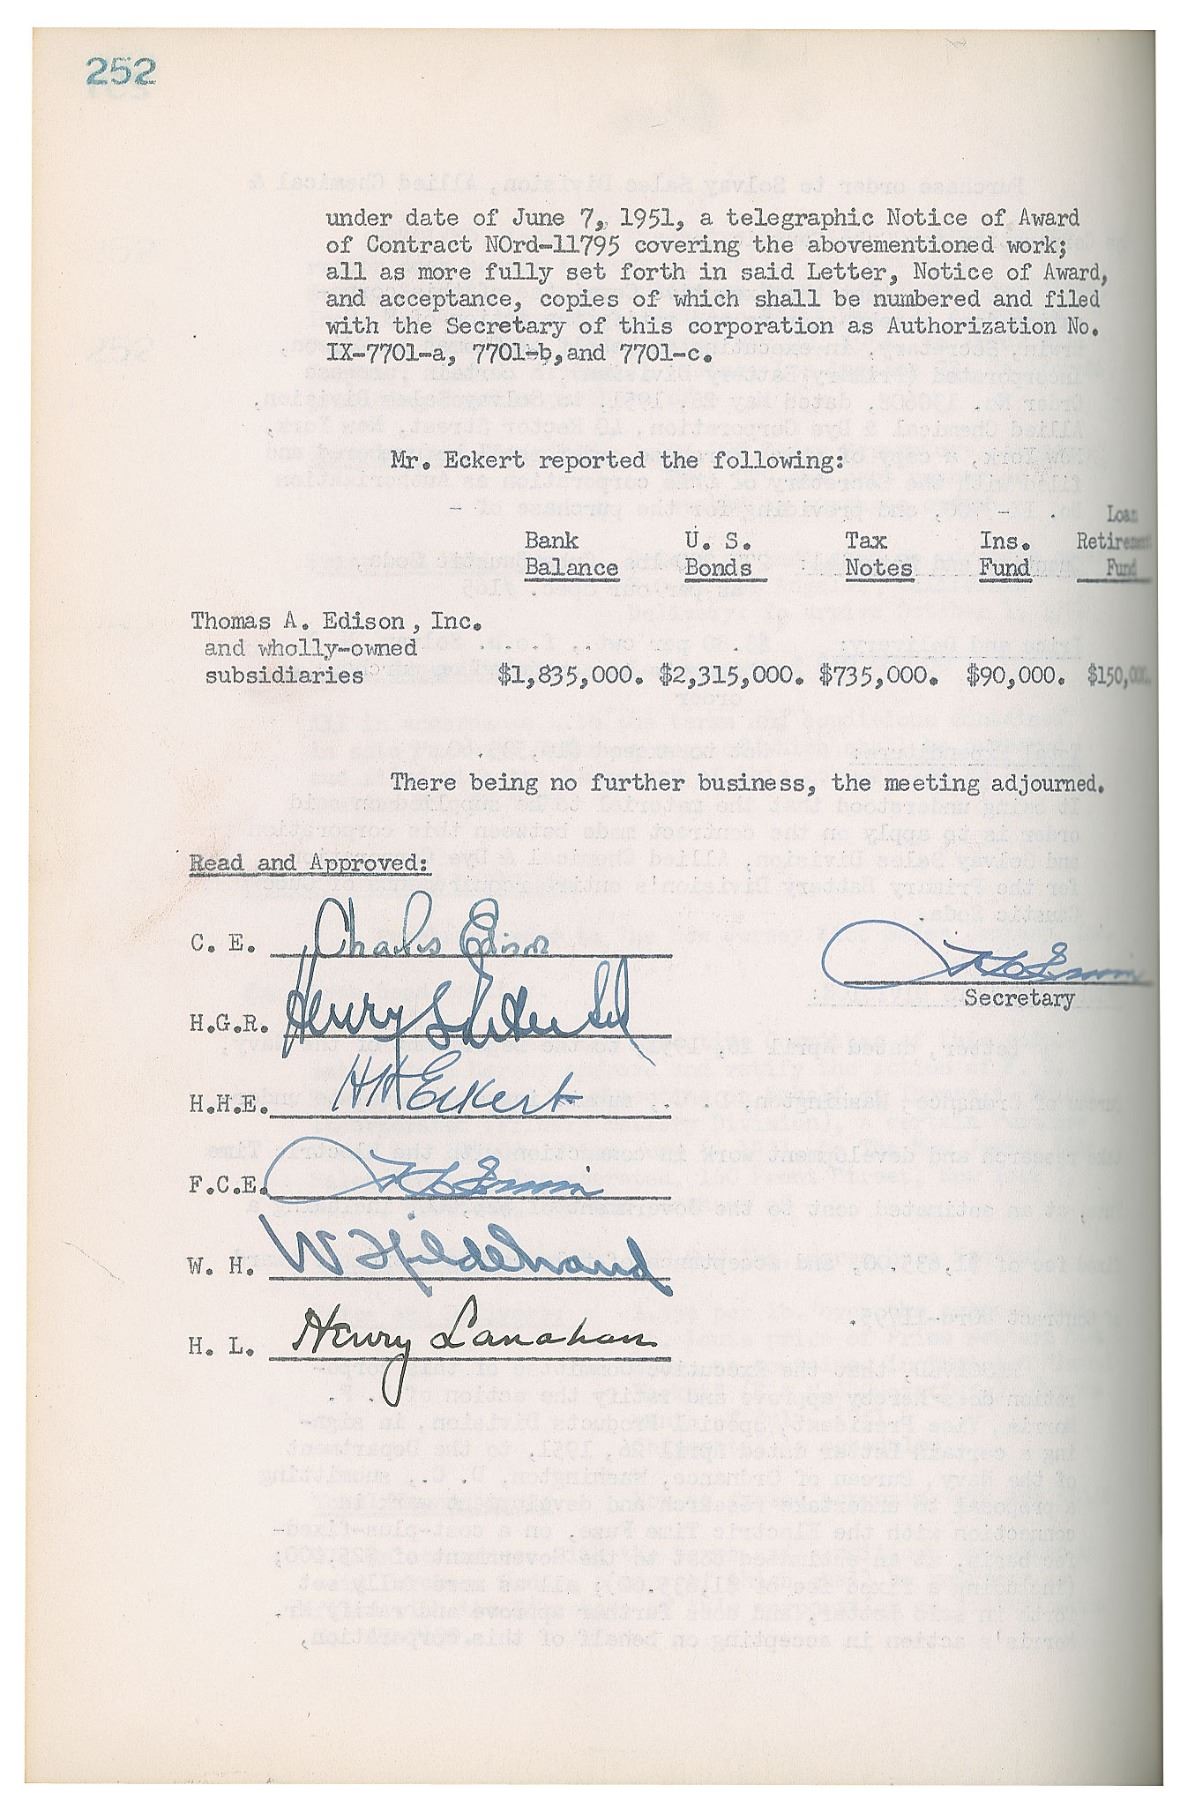 252
under date of June 7, 1951, a telegraphic Notice of Award
of Contract NOrd-11795 covering the abovementioned work;
all as more fully set forth in said Letter, Notice of Award,
and acceptance, copies of which shall be numbered and filed
with the Secretary of this corporation as Authorization No.
IX-7701-a, 7701-b, and 7701-c.
Mr. Eckert reported the following:
Loan
Bank U. S. Tax Ins. Retirement
Balance Bonds Notes Fund Fund
Thomas A. Edison, Inc.
and wholly-owned
subsidiaries $1,835,000. $2,315,000. $735,000. $90,000. $150,000.
There being no further business, the meeting adjourned.
Read and Approved:
C. E. Charles Edison
Secretary
H.G.R. Henry
H.H.E. HH Eckert
F.C.E.
W. H. W Hildebrand
H. L. Henry Lanahan